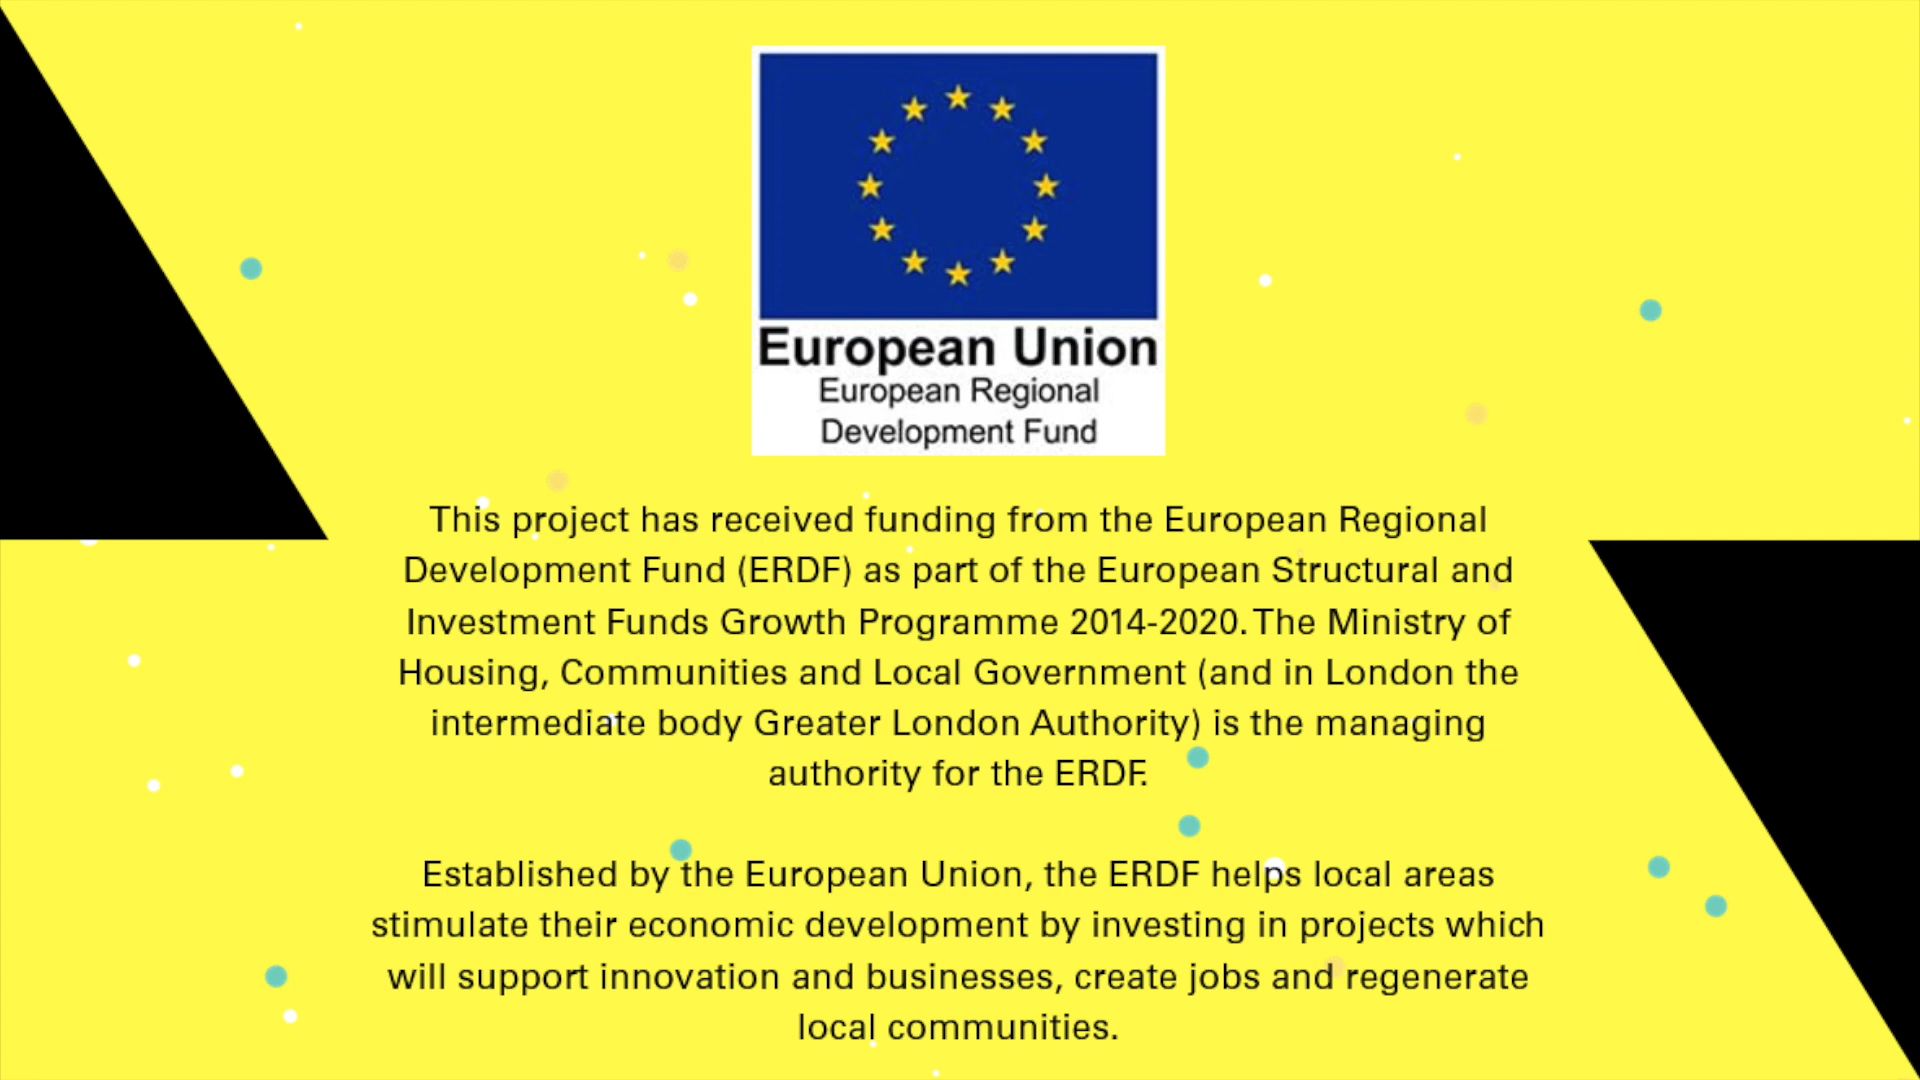 European Union
European Regional
Development Fund
This project has received funding from the European Regional
Development Fund (ERDF) as part of the European Structural and
Investment Funds Growth Programme 2014-2020. The Ministry of
Housing, Communities and Local Government (and in London the
intermediate body Greater London Authority) is the managing
authority for the ERDF.
Established by the European Union, the ERDF helps local areas
stimulate their economic development by investing in projects which
will support innovation and businesses, create jobs and regenerate
local communities.